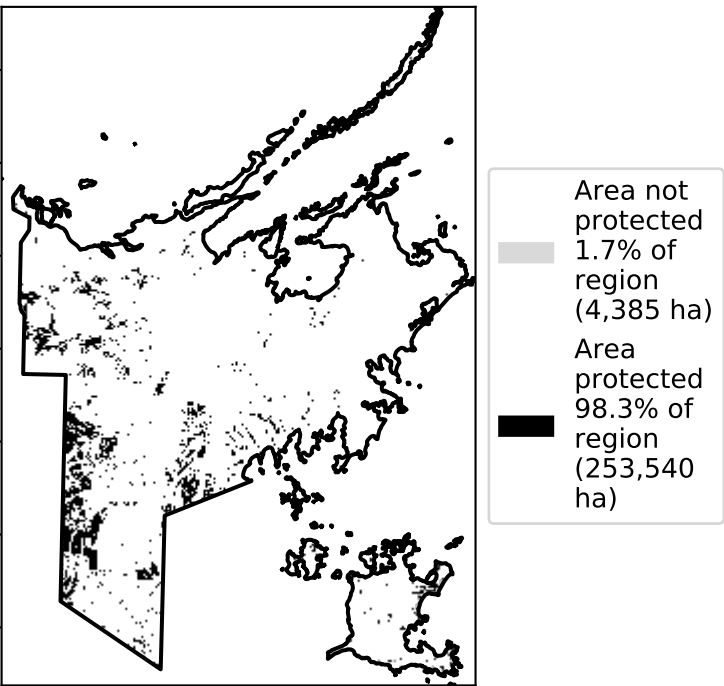 Area not
protected
1.7% of
region
(4,385 ha)
Area
protected
98.3% of
region
(253,540
ha)